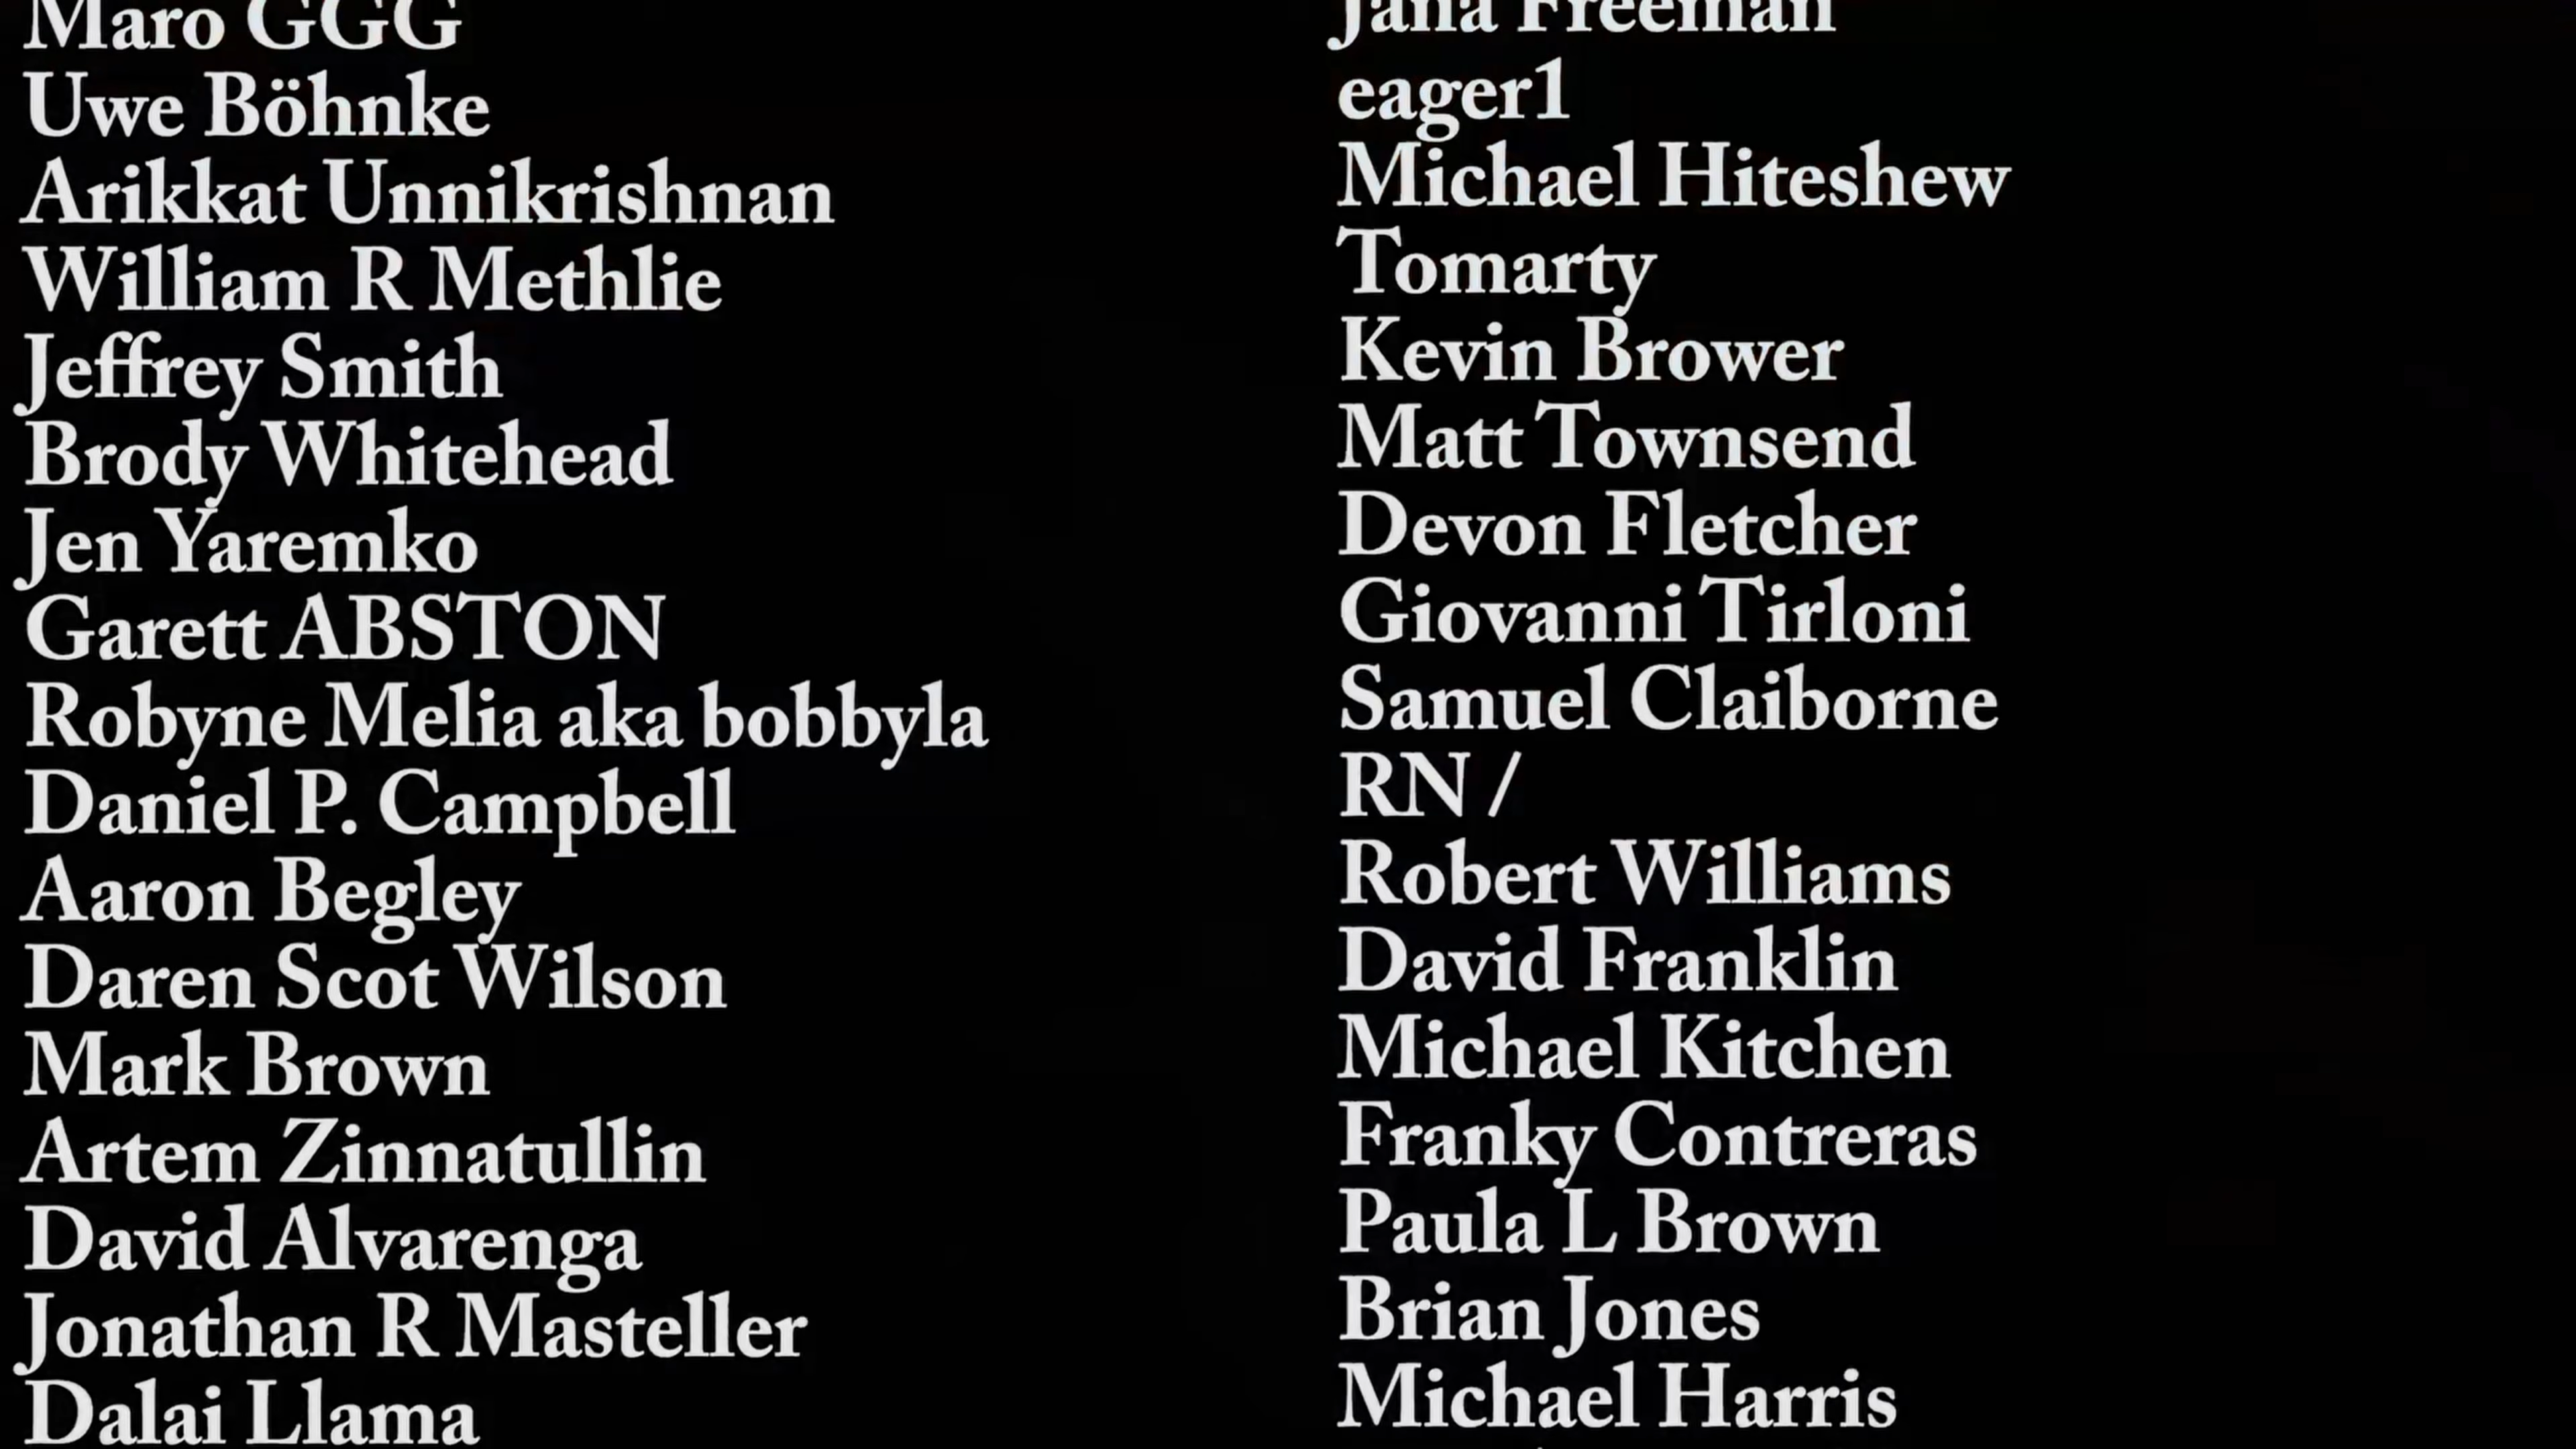 Maro GGG
Uwe Böhnke
Arikkat Unnikrishnan
William R Methlie
Jeffrey Smith
Brody Whitehead
Jen Yaremko
Garett ABSTON
Robyne Melia aka bobbyla
Daniel P. Campbell
Aaron Begley
Daren Scot Wilson
Mark Brown
Artem Zinnatullin
David Alvarenga
Jonathan R Masteller
Dalai Llama
Jana Freeman
eager1
Michael Hiteshew
Tomarty
Kevin Brower
Matt Townsend
Devon Fletcher
Giovanni Tirloni
Samuel Claiborne
RN /
Robert Williams
David Franklin
Michael Kitchen
Franky Contreras
Paula L Brown
Brian Jones
Michael Harris